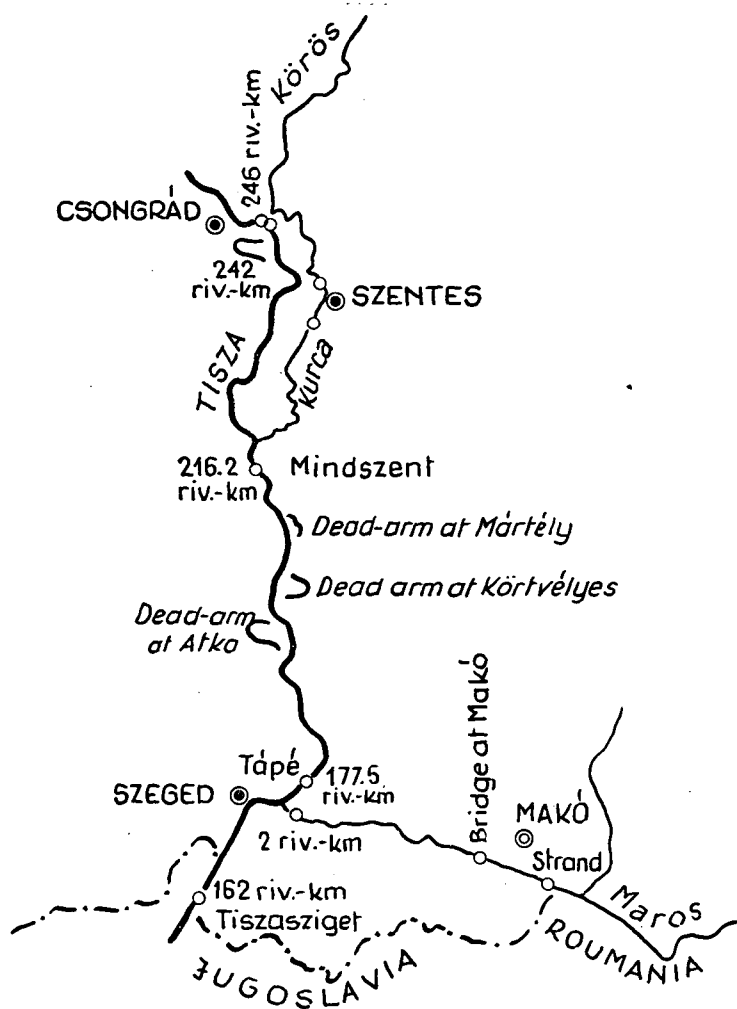 Körös
246 riv.-km
CSONGRÁD
242
riv.-km
SZENTES
TISZA
Kurca
216.2
riv.-km
Mindszent
Dead-arm at Mártély
Dead arm at Körtvélyes
Dead-arm
at Atka
Bridge at Makó
Tápé
177.5
riv.-km
SZEGED
MAKÓ
2 riv.-km
Strand
162 riv.-km
Tiszasziget
Maros
ROUMANIA
JUGOSLAVIA